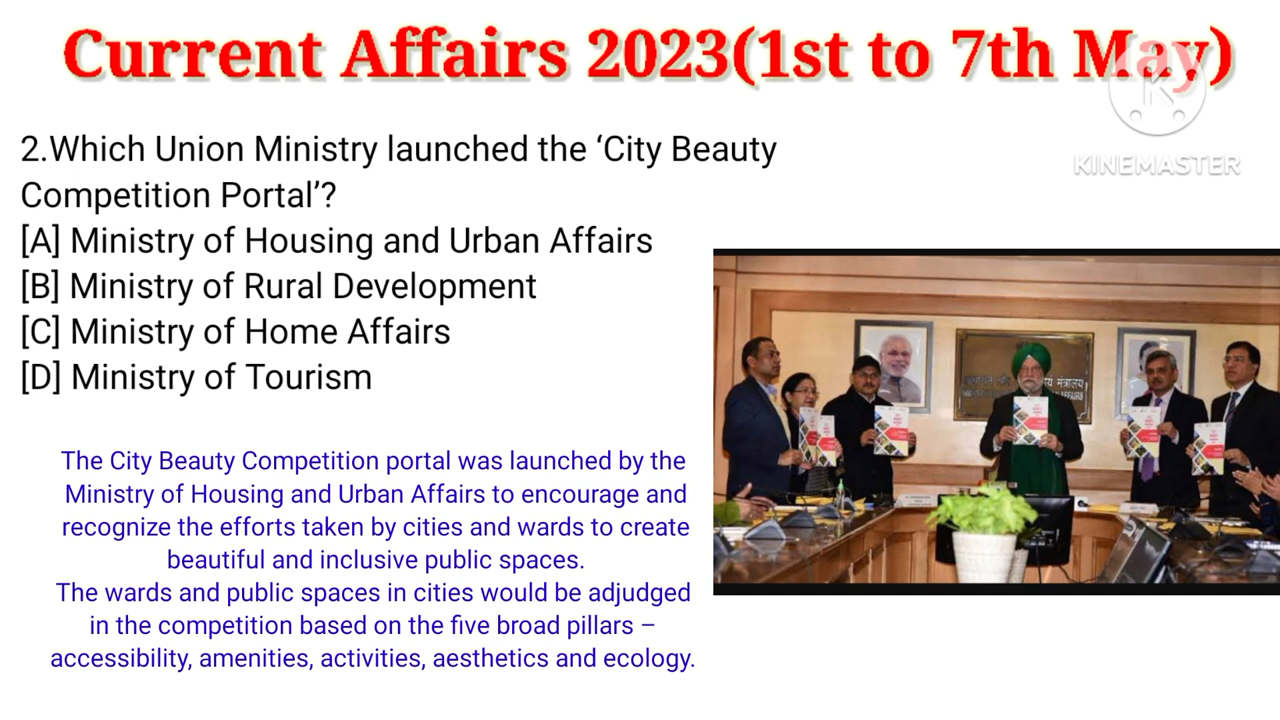 Current Affairs 2023(1st to 7th May)
KINEMASTER
2.Which Union Ministry launched the ‘City Beauty
Competition Portal’?
[A] Ministry of Housing and Urban Affairs
[B] Ministry of Rural Development
[C] Ministry of Home Affairs
[D] Ministry of Tourism
The City Beauty Competition portal was launched by the
Ministry of Housing and Urban Affairs to encourage and
recognize the efforts taken by cities and wards to create
beautiful and inclusive public spaces.
The wards and public spaces in cities would be adjudged
in the competition based on the five broad pillars –
accessibility, amenities, activities, aesthetics and ecology.